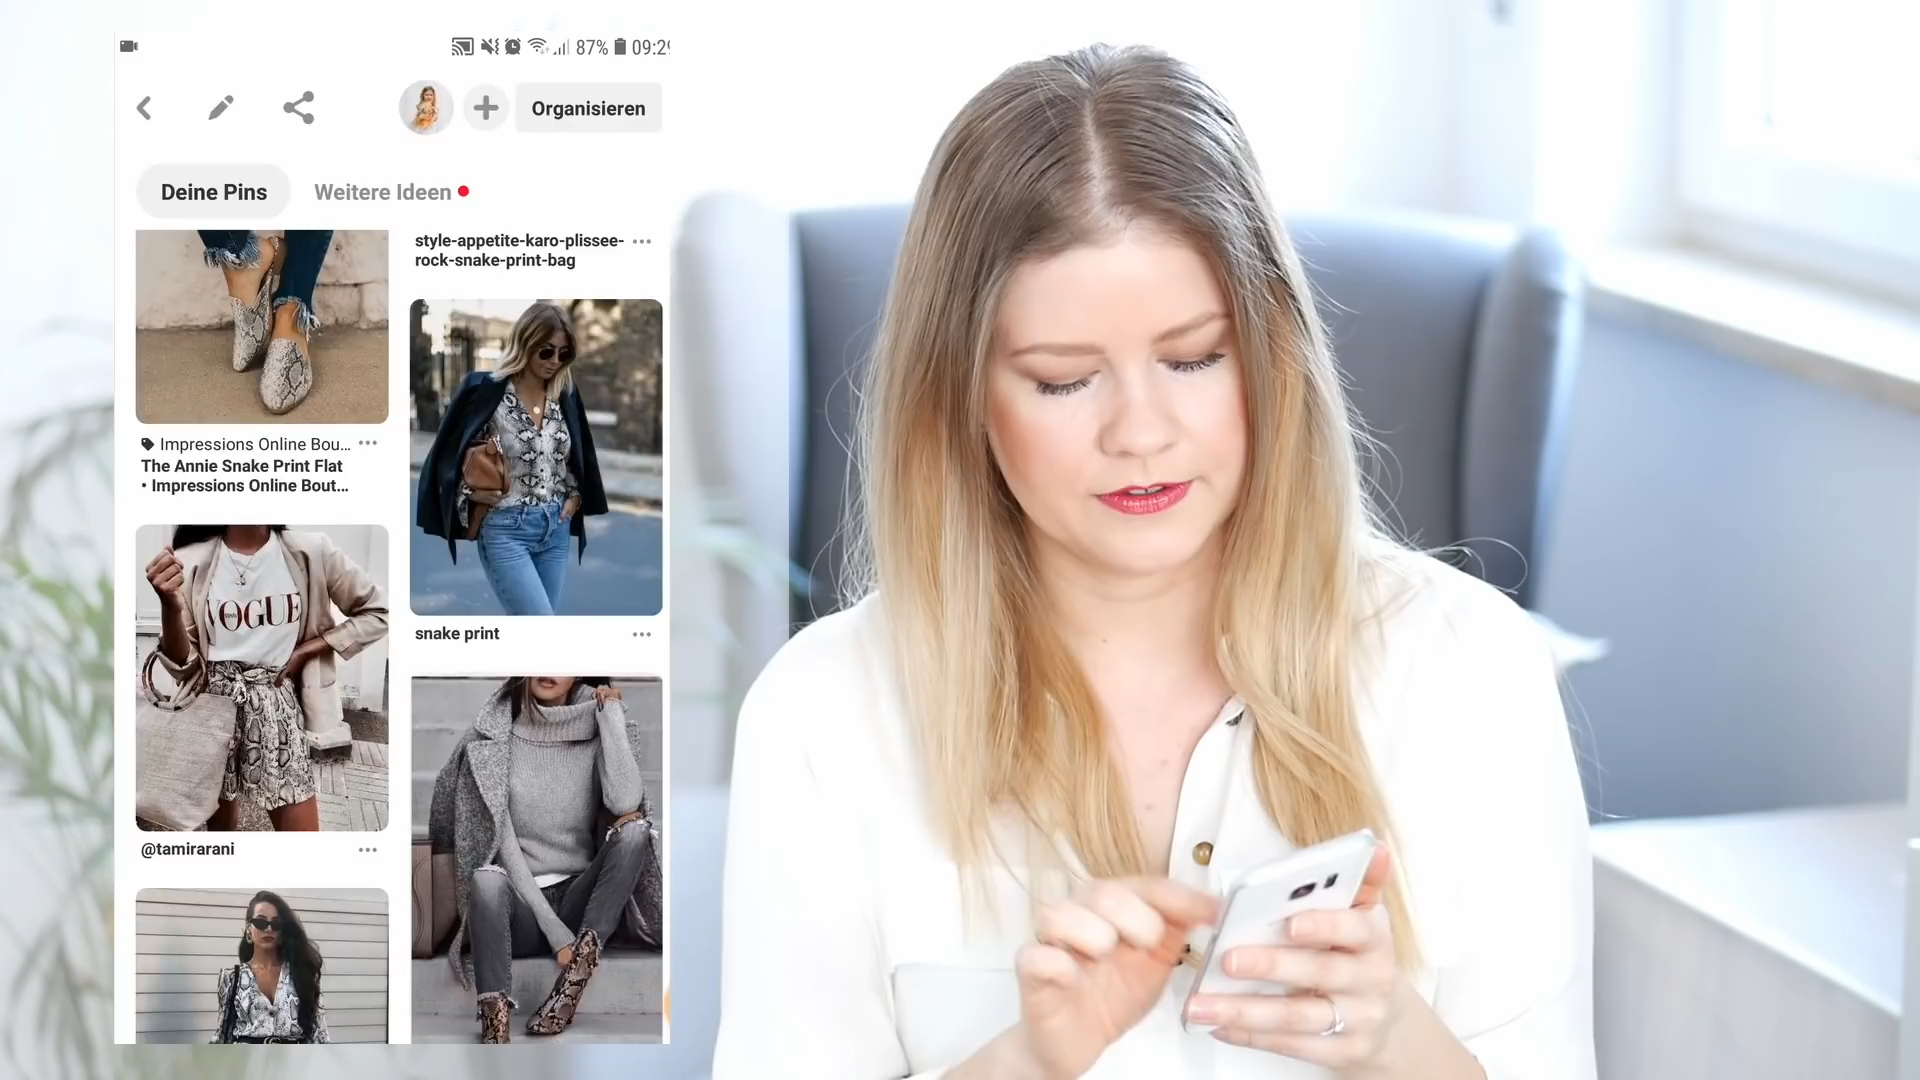 87% 09:29
Organisieren
Deine Pins
Weitere Ideen
style-appetite-karo-plissee-
rock-snake-print-bag
Impressions Online Bou...
The Annie Snake Print Flat
• Impressions Online Bout...
VOGUE
snake print
@tamirarani